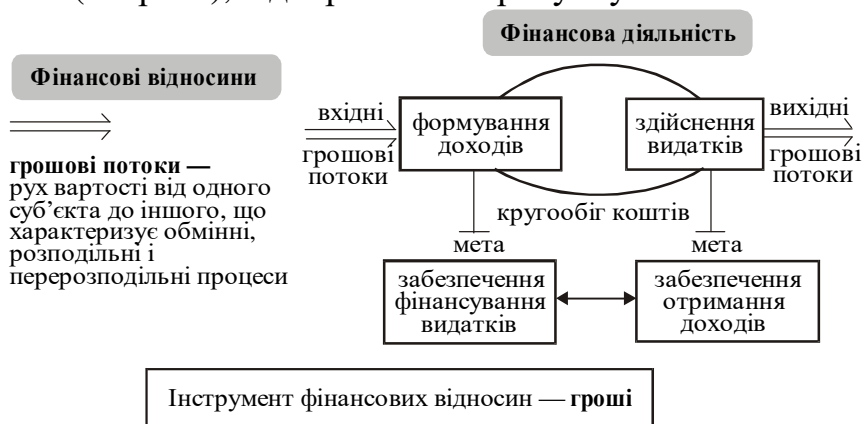 Фінансова діяльність
Фінансові відносини
грошові потоки —
рух вартості від одного
суб’єкта до іншого, що
характеризує обмінні,
розподільні і
перерозподільні процеси
вхідні
грошові
потоки
формування
доходів
здійснення
видатків
вихідні
грошові
потоки
кругообіг коштів
мета
мета
забезпечення
фінансування
видатків
забезпечення
отримання
доходів
Інструмент фінансових відносин — гроші